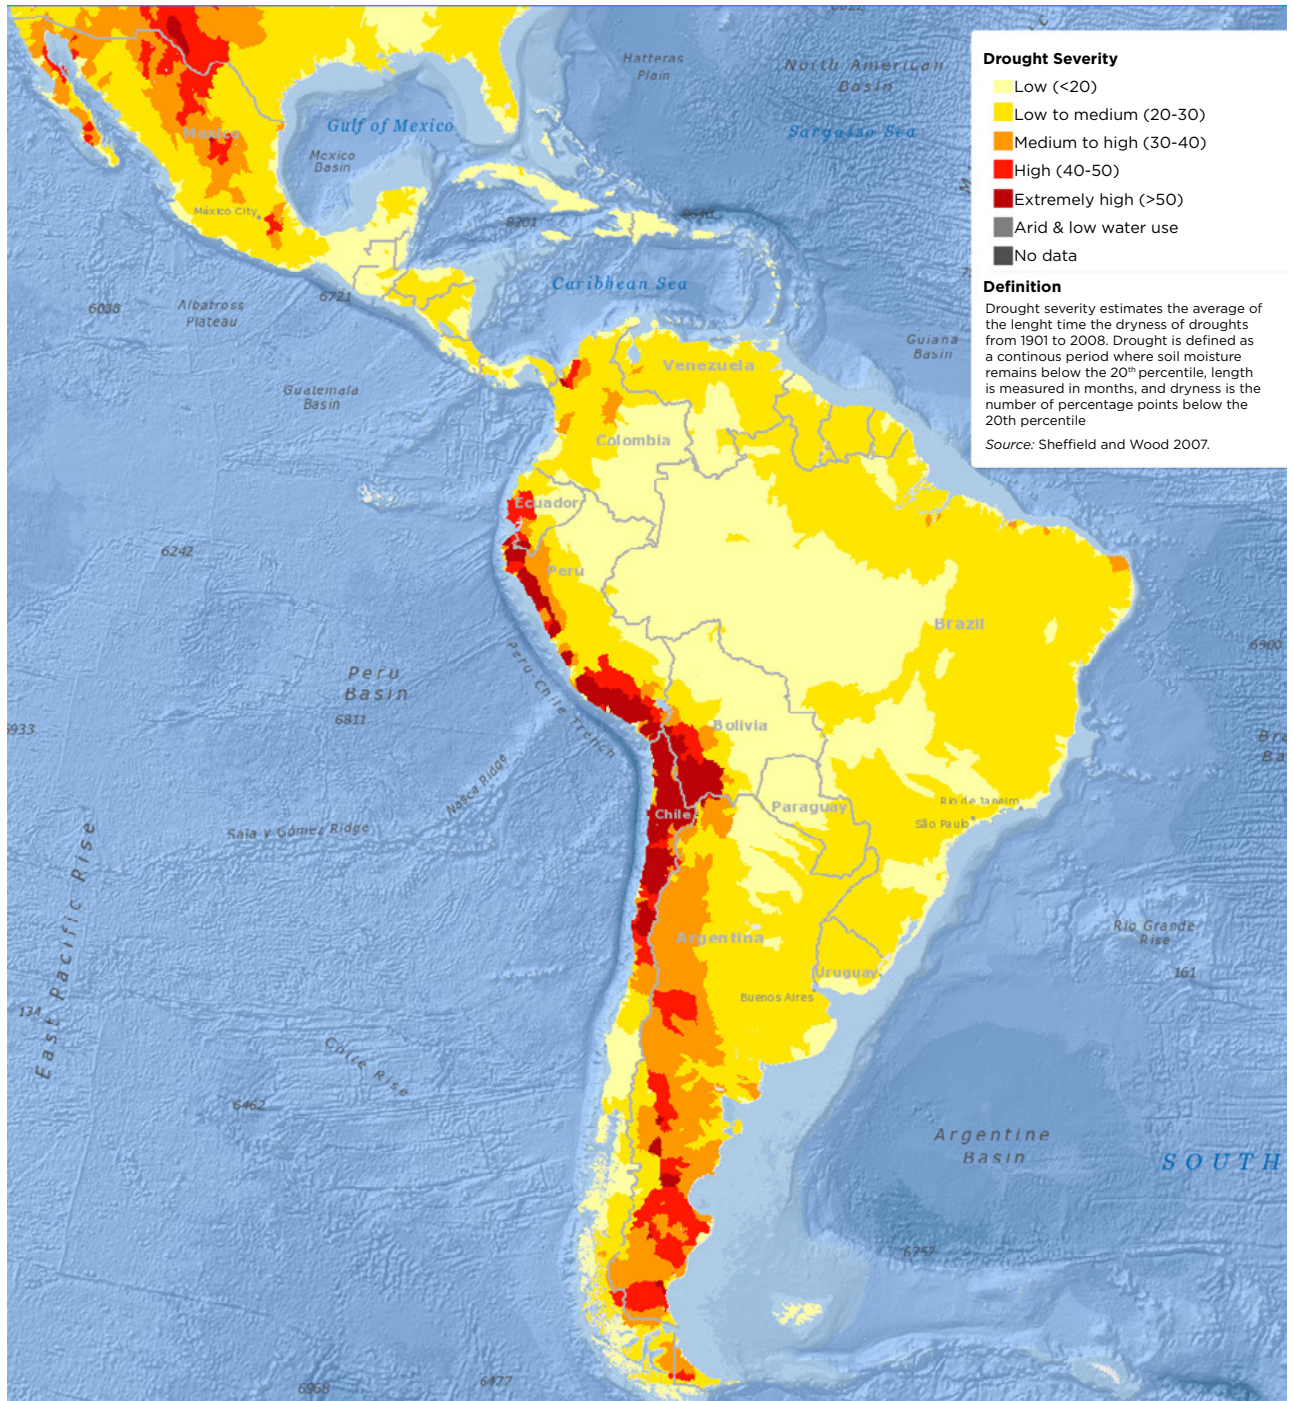 6822
Hatteras
Plain
North American
Basin
Sargasso Sea
Drought Severity
Low (<20)
Low to medium (20-30)
Medium to high (30-40)
High (40-50)
Extremely high (>50)
Arid & low water use
No data
Definition
Drought severity estimates the average of
the lenght time the dryness of droughts
from 1901 to 2008. Drought is defined as
a continous period where soil moisture
remains below the 20th percentile, length
is measured in months, and dryness is the
number of percentage points below the
20th percentile
Source: Sheffield and Wood 2007.
Gulf of Mexico
Mexico
Mexico
Basin
México City
8201
8648
Caribbean Sea
6038
Albatross
Plateau
6721
Guiana
Basin
Venezuela
Guatemala
Basin
Colombia
Ecuador
6242
Peru
Brazil
6900
Peru
Basin
6811
Peru-Chile Trench
6933
Bolivia
Bra
Ba
Nasca Ridge
Paraguay
Rio de Janeiro
São Paulo
Chile
Sala y Gómez Ridge
East Pacific Rise
Rio Grande
Rise
Argentina
161
Uruguay
Buenos Aires
134
Chile Rise
6462
Argentine
Basin
SOUTH
6757
6968
6477